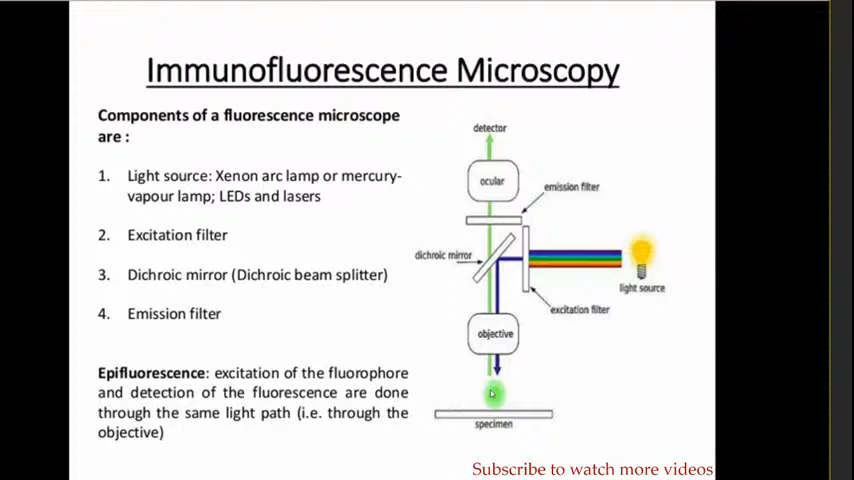 Immunofluorescence Microscopy
Components of a fluorescence microscope
are :
1. Light source: Xenon arc lamp or mercury-
vapour lamp; LEDs and lasers
2. Excitation filter
3. Dichroic mirror (Dichroic beam splitter)
4. Emission filter
Epifluorescence: excitation of the fluorophore
and detection of the fluorescence are done
through the same light path (i.e. through the
objective)
detector
ocular
emission filter
dichroic mirror
light source
excitation filter
objective
specimen
Subscribe to watch more videos